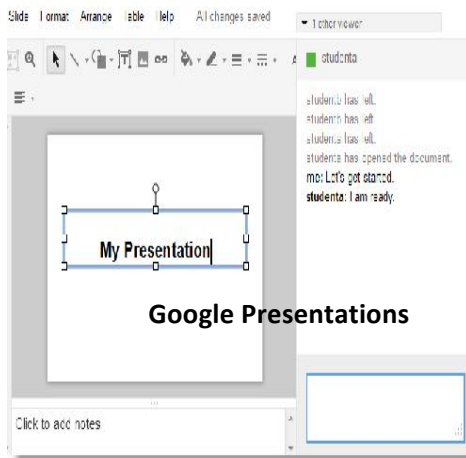 Slide Format Arrange Table Help All changes saved
1 other viewer
studenta
studentb has left.
studentb has left.
studenta has left.
studenta has opened the document.
me: Let's get started.
studenta: I am ready.
My Presentation
Google Presentations
Click to add notes